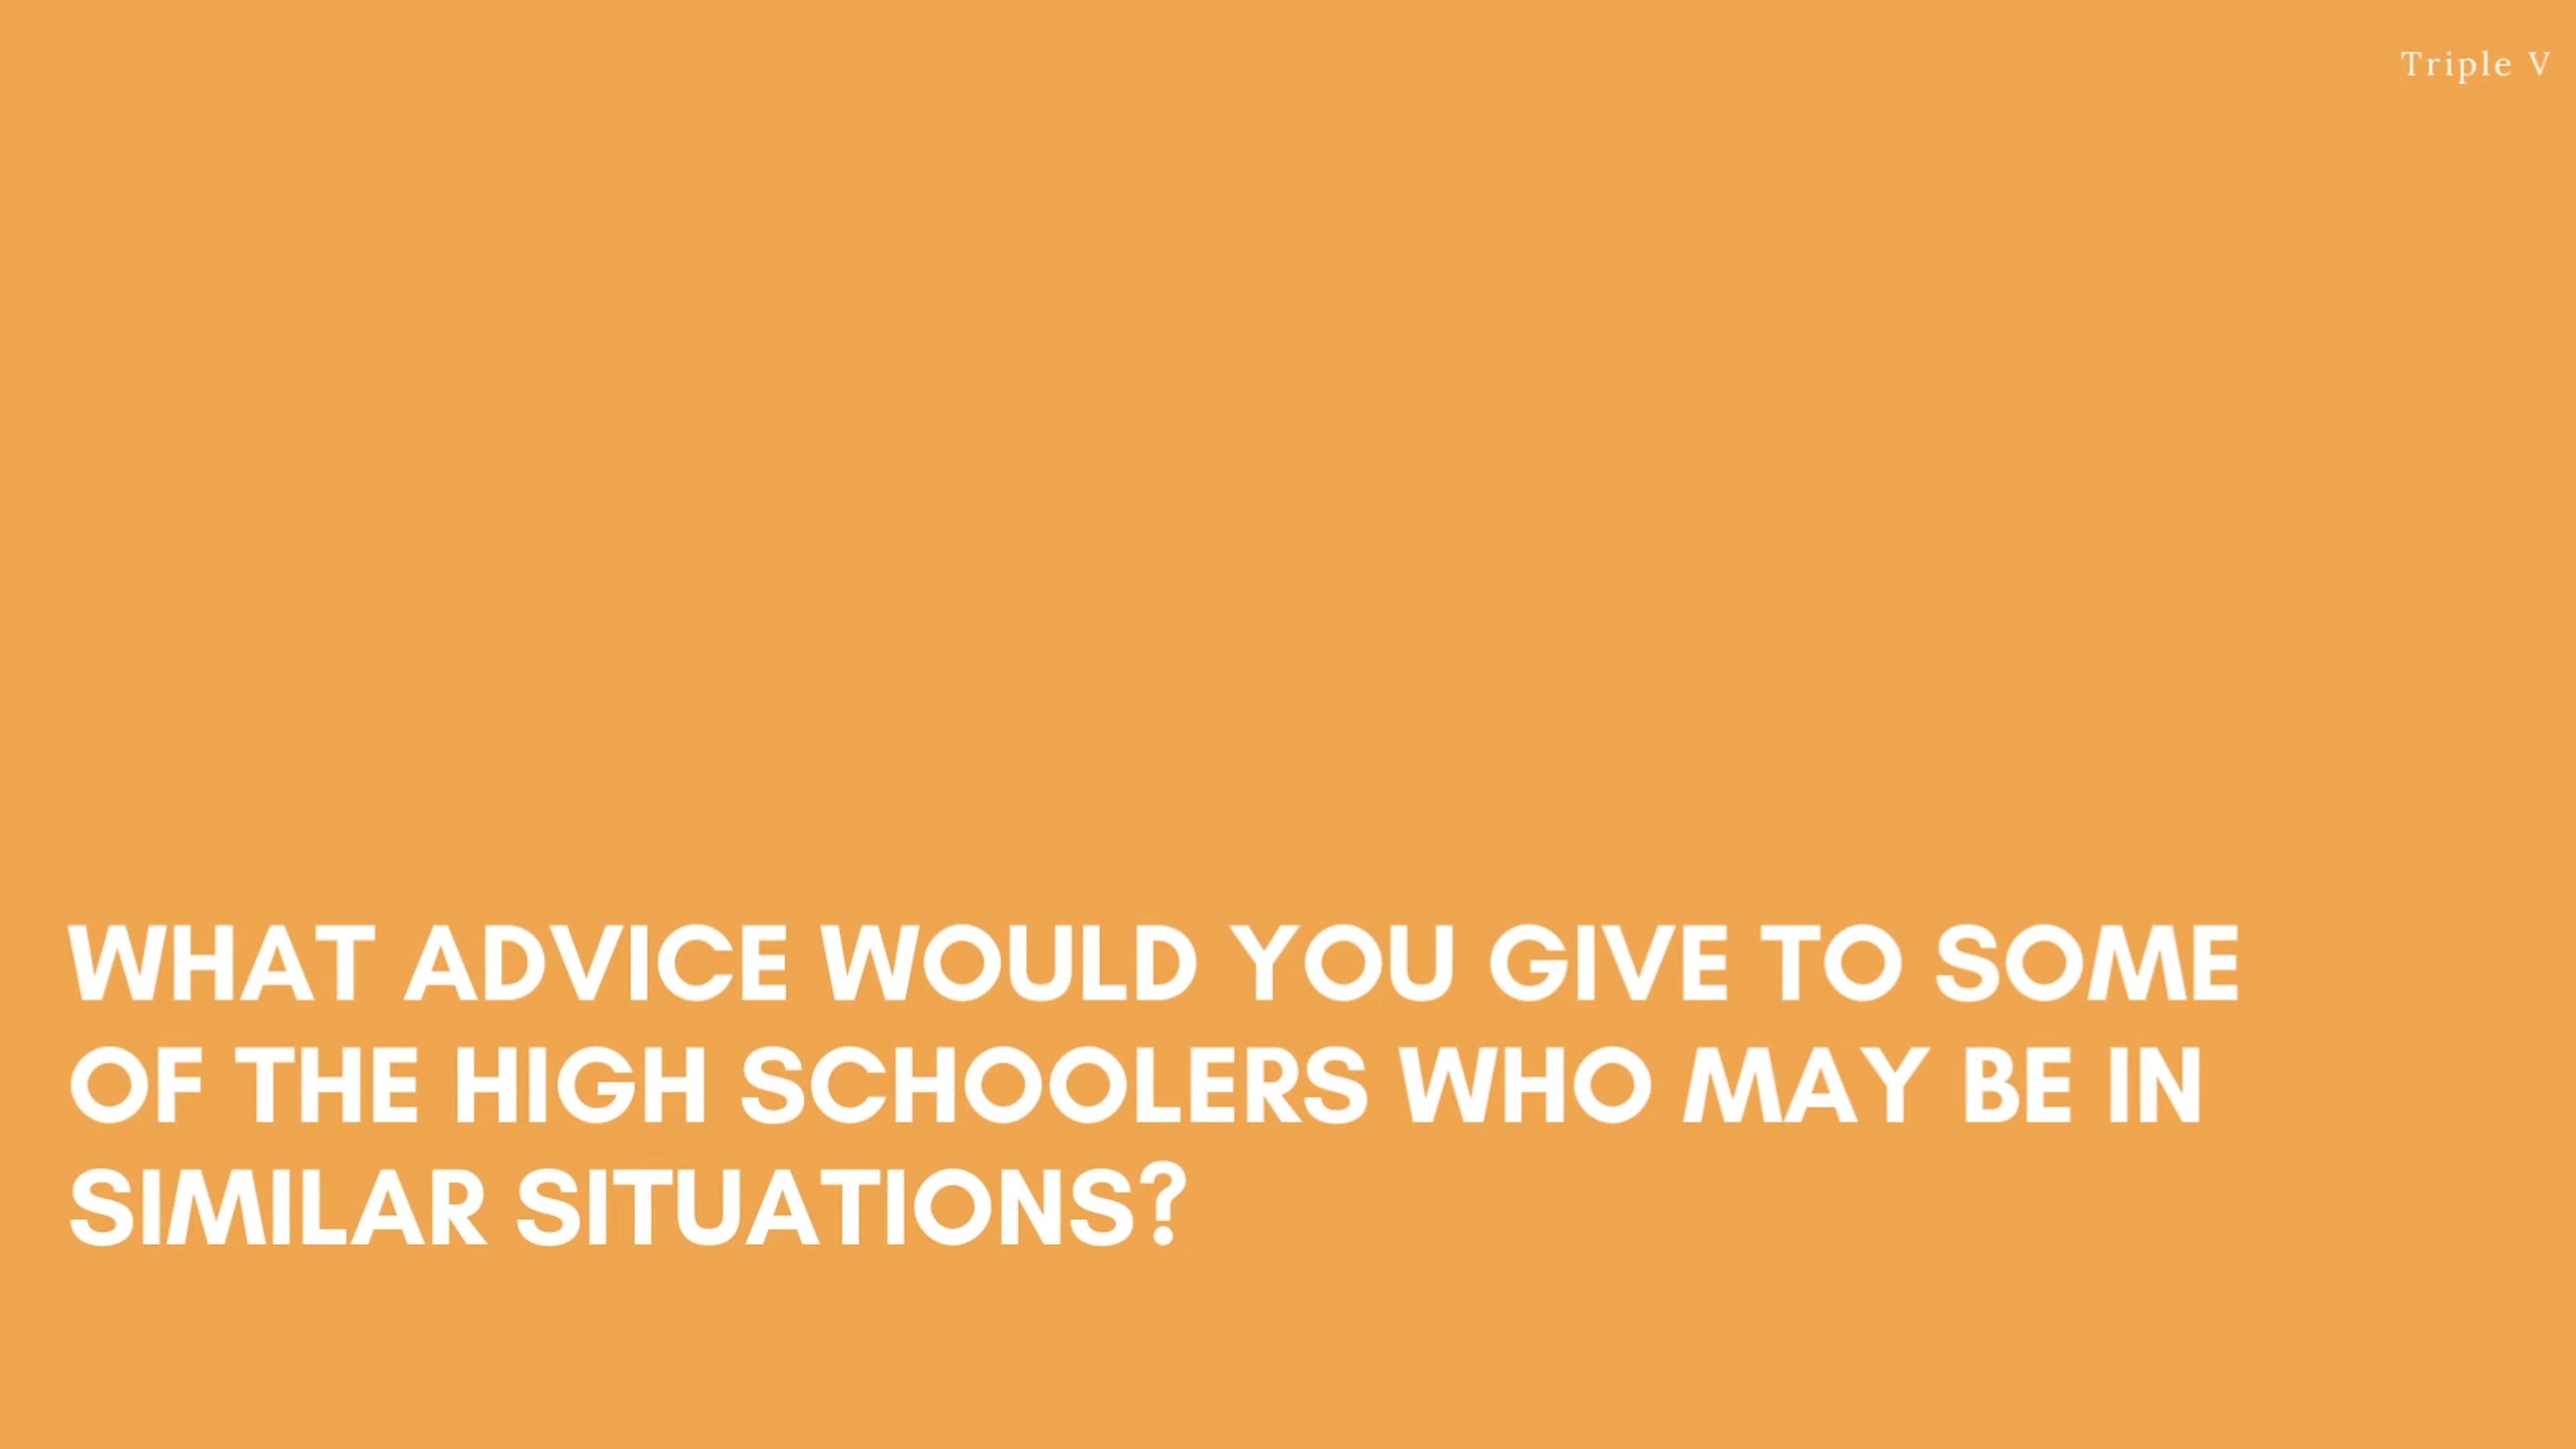 Triple V
WHAT ADVICE WOULD YOU GIVE TO SOME
OF THE HIGH SCHOOLERS WHO MAY BE IN
SIMILAR SITUATIONS?